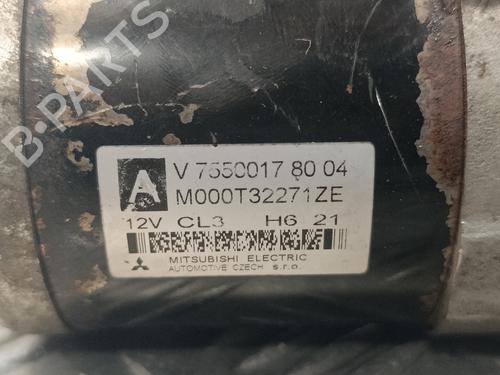 B-PARTS
A
V 7550017 80 04
M000T32271ZE
12V CL3 H6 21
MITSUBISHI ELECTRIC
AUTOMOTIVE CZECH s.r.o.